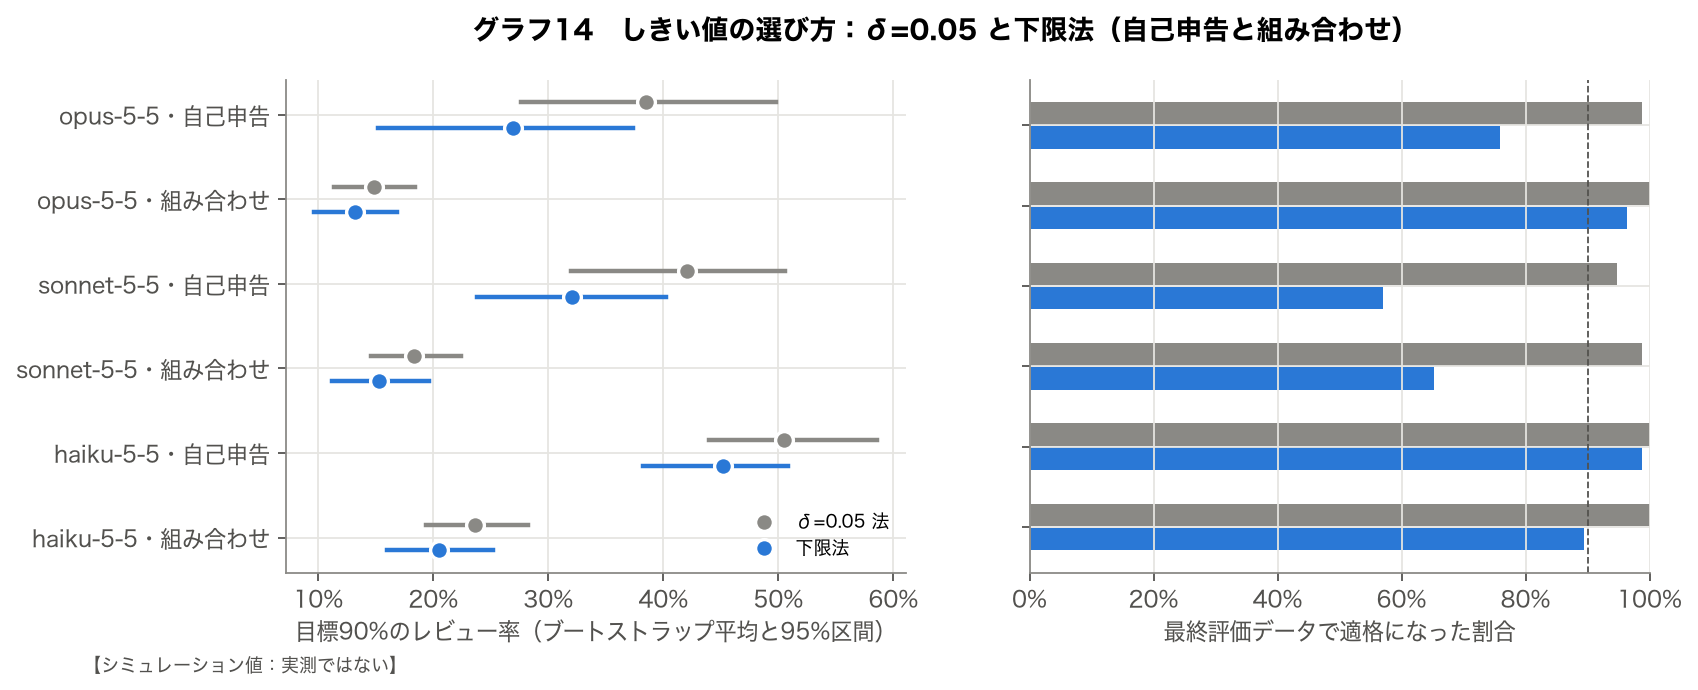 グラフ14　しきい値の選び方：δ=0.05 と下限法（自己申告と組み合わせ）
opus-5-5・自己申告
opus-5-5・組み合わせ
sonnet-5-5・自己申告
sonnet-5-5・組み合わせ
haiku-5-5・自己申告
haiku-5-5・組み合わせ
δ=0.05 法
下限法
10% 20% 30% 40% 50% 60%
目標90%のレビュー率（ブートストラップ平均と95%区間）
0% 20% 40% 60% 80% 100%
最終評価データで適格になった割合
【シミュレーション値：実測ではない】